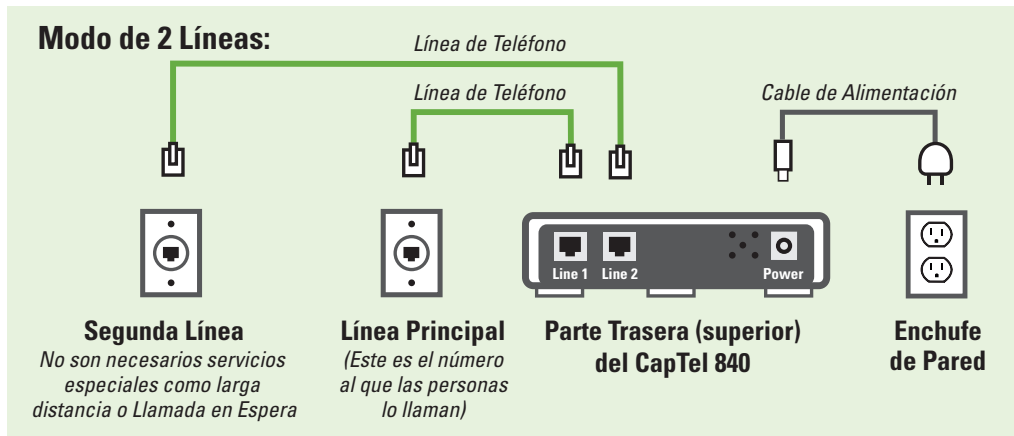 Modo de 2 Líneas:
Línea de Teléfono
Línea de Teléfono
Cable de Alimentación
Line 1
Line 2
Power
Segunda Línea
No son necesarios servicios
especiales como larga
distancia o Llamada en Espera
Línea Principal
(Este es el número
al que las personas
lo llaman)
Parte Trasera (superior)
del CapTel 840
Enchufe
de Pared